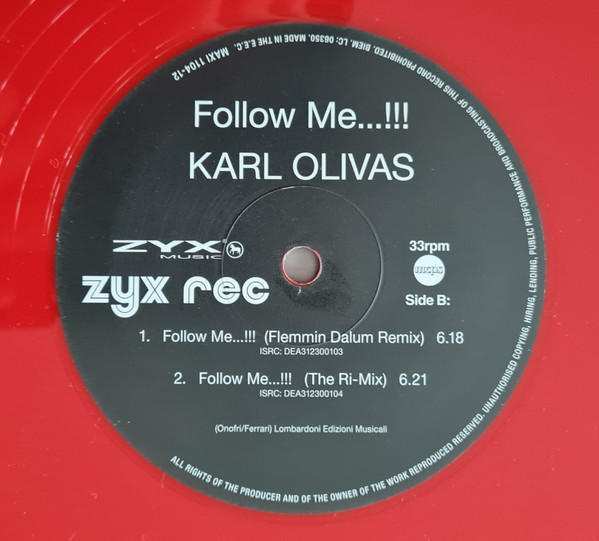 Follow Me...!!!
KARL OLIVAS
ZYX®
MUSIC
zyx rec
33rpm
mcps
Side B:
1. Follow Me...!!! (Flemmin Dalum Remix) 6.18
ISRC: DEA312300103
2. Follow Me...!!! (The Ri-Mix) 6.21
ISRC: DEA312300104
(Onofri/Ferrari) Lombardoni Edizioni Musicali
ALL RIGHTS OF THE PRODUCER AND OF THE OWNER OF THE WORK REPRODUCED RESERVED. UNAUTHORISED COPYING, HIRING, LENDING, PUBLIC PERFORMANCE AND BROADCASTING OF THIS RECORD PROHIBITED. BIEM. LC: 06350. MADE IN THE E.E.C. MAXI 1104-12